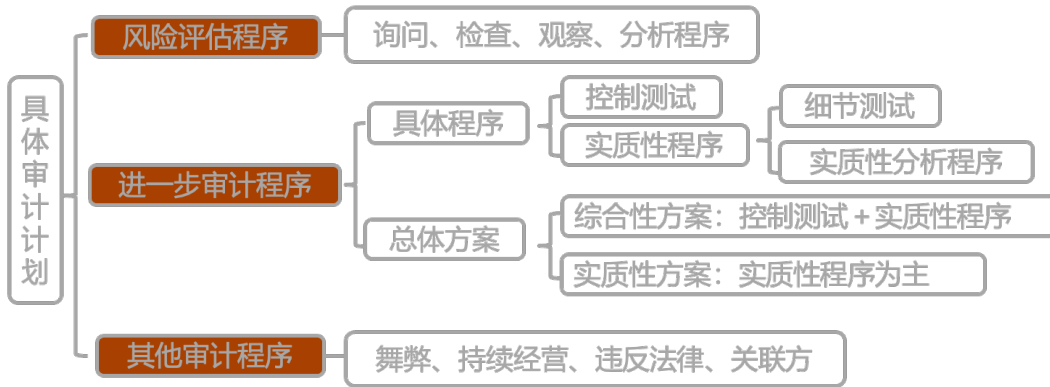 具体审计计划
风险评估程序
询问、检查、观察、分析程序
进一步审计程序
具体程序
控制测试
实质性程序
细节测试
实质性分析程序
总体方案
综合性方案：控制测试+实质性程序
实质性方案：实质性程序为主
其他审计程序
舞弊、持续经营、违反法律、关联方